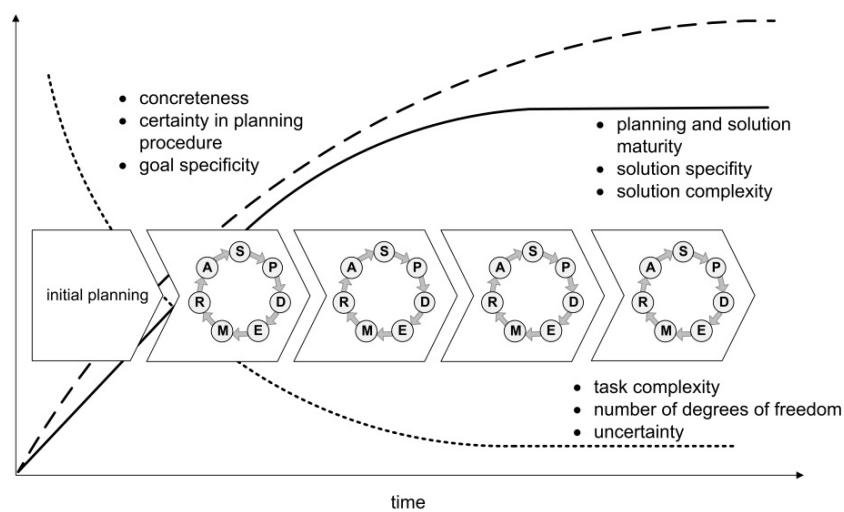 • concreteness
• certainty in planning
procedure
• goal specificity
• planning and solution
maturity
• solution specifity
• solution complexity
initial planning
S
P
D
E
M
R
A
S
P
D
E
M
R
A
S
P
D
E
M
R
A
S
P
D
E
M
R
A
• task complexity
• number of degrees of freedom
• uncertainty
time